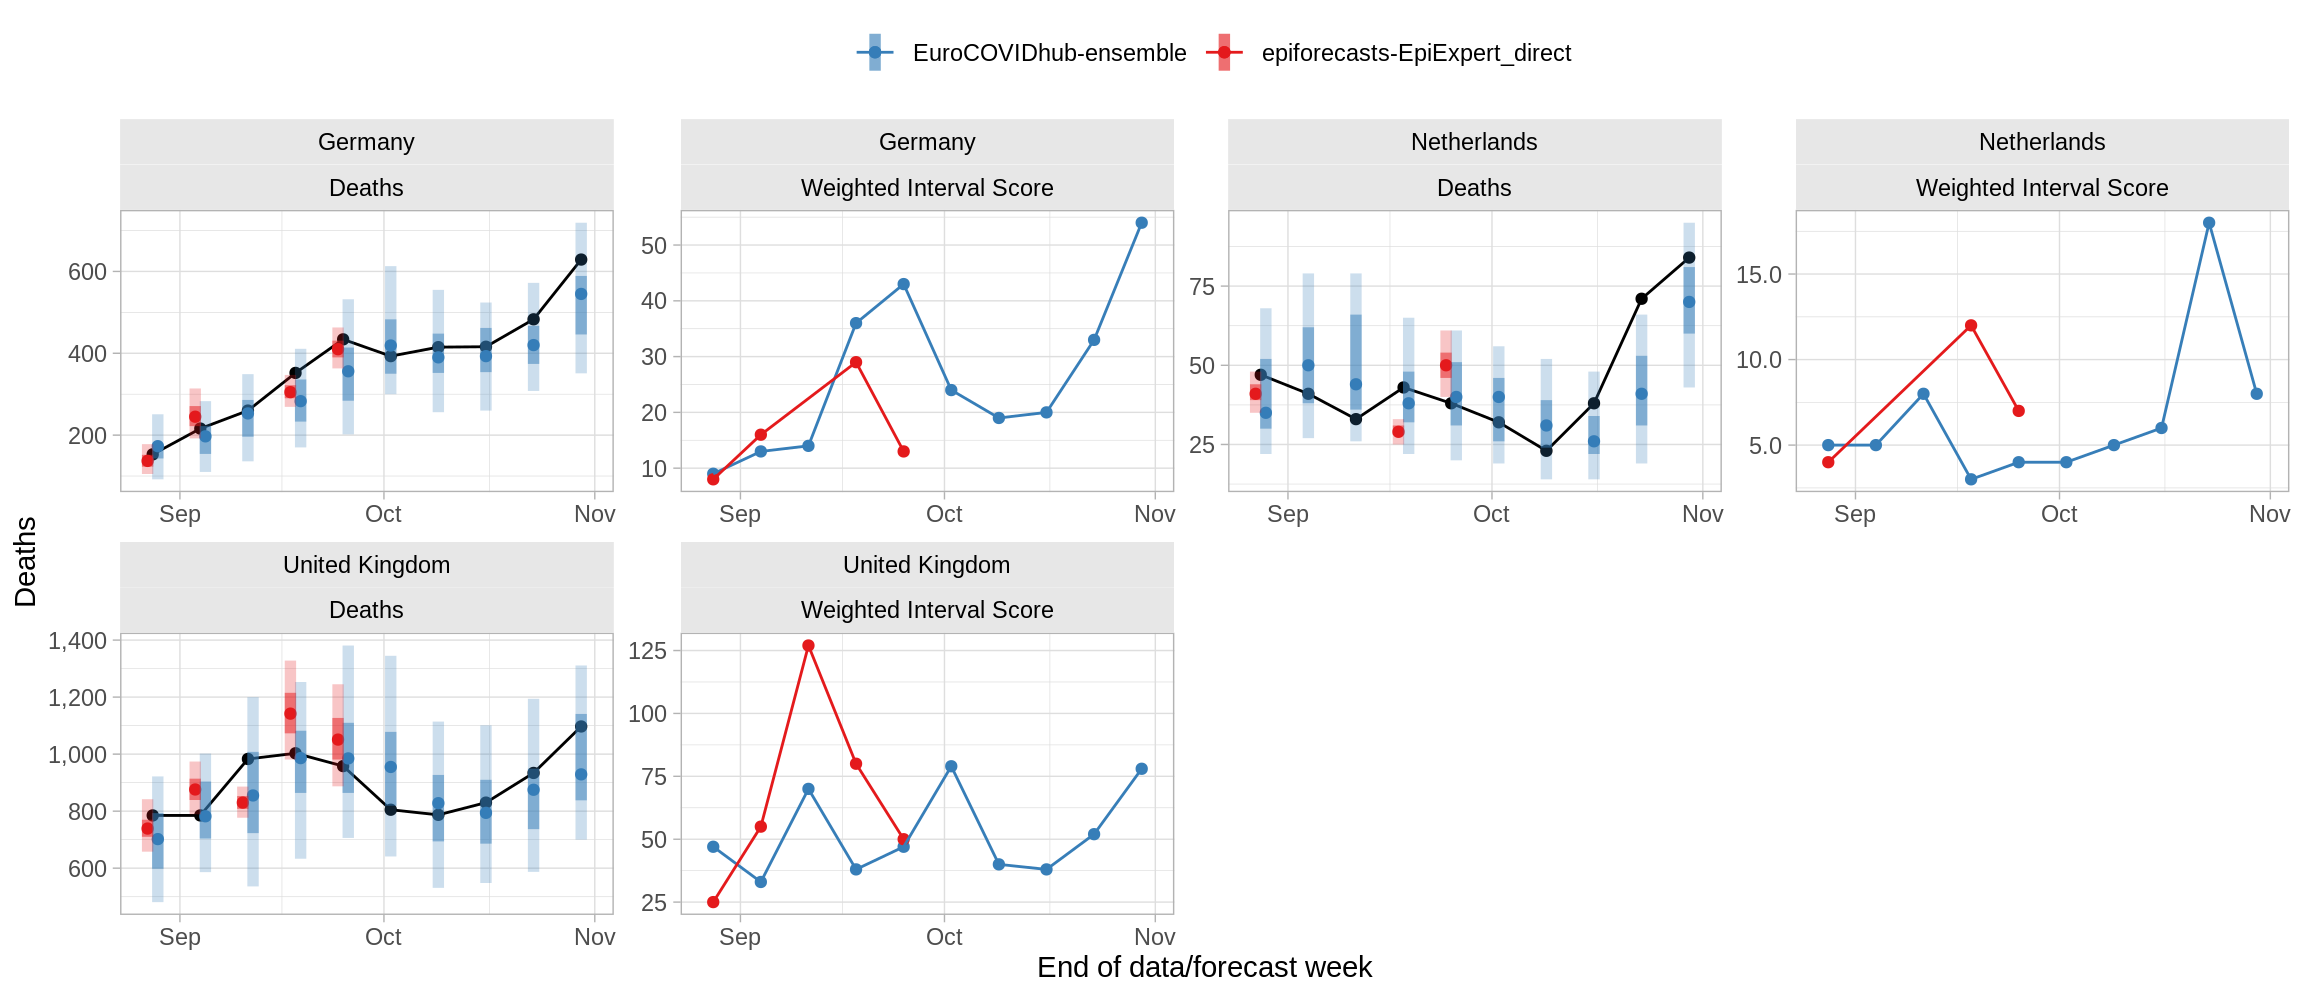 EuroCOVIDhub-ensemble epiforecasts-EpiExpert_direct
Germany
Deaths
600
400
200
Sep Oct Nov
Germany
Weighted Interval Score
50
40
30
20
10
Sep Oct Nov
Netherlands
Deaths
75
50
25
Sep Oct Nov
Netherlands
Weighted Interval Score
15.0
10.0
5.0
Sep Oct Nov
Deaths
United Kingdom
Deaths
1,400
1,200
1,000
800
600
Sep Oct Nov
United Kingdom
Weighted Interval Score
125
100
75
50
25
Sep Oct Nov
End of data/forecast week